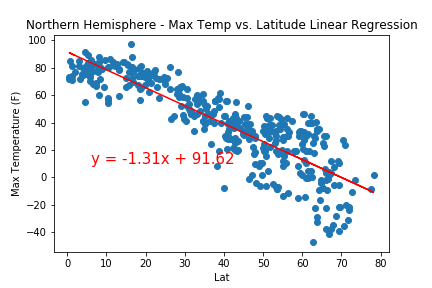 Northern Hemisphere - Max Temp vs. Latitude Linear Regression
100
80
60
40
20
0
−20
−40
Max Temperature (F)
y = -1.31x + 91.62
0 10 20 30 40 50 60 70 80
Lat